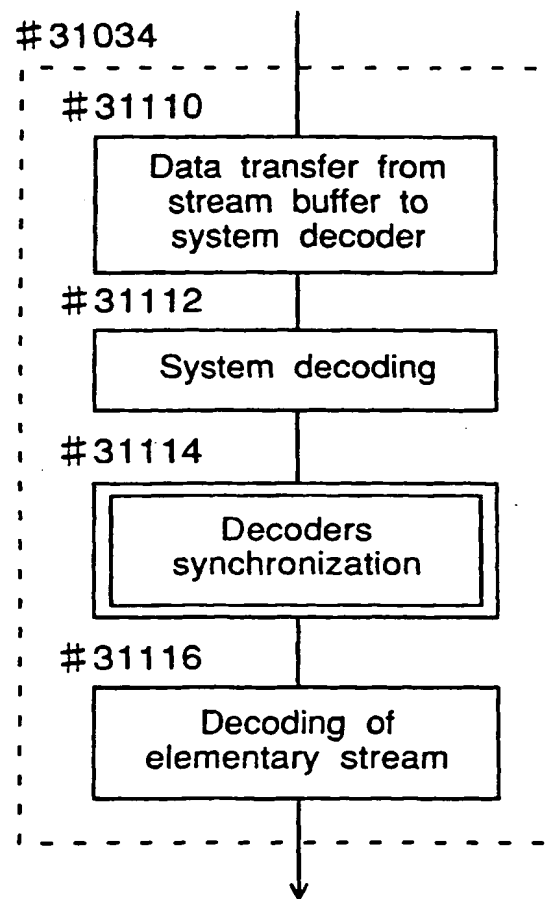 #31034
#31110
Data transfer from
stream buffer to
system decoder
#31112
System decoding
#31114
Decoders
synchronization
#31116
Decoding of
elementary stream